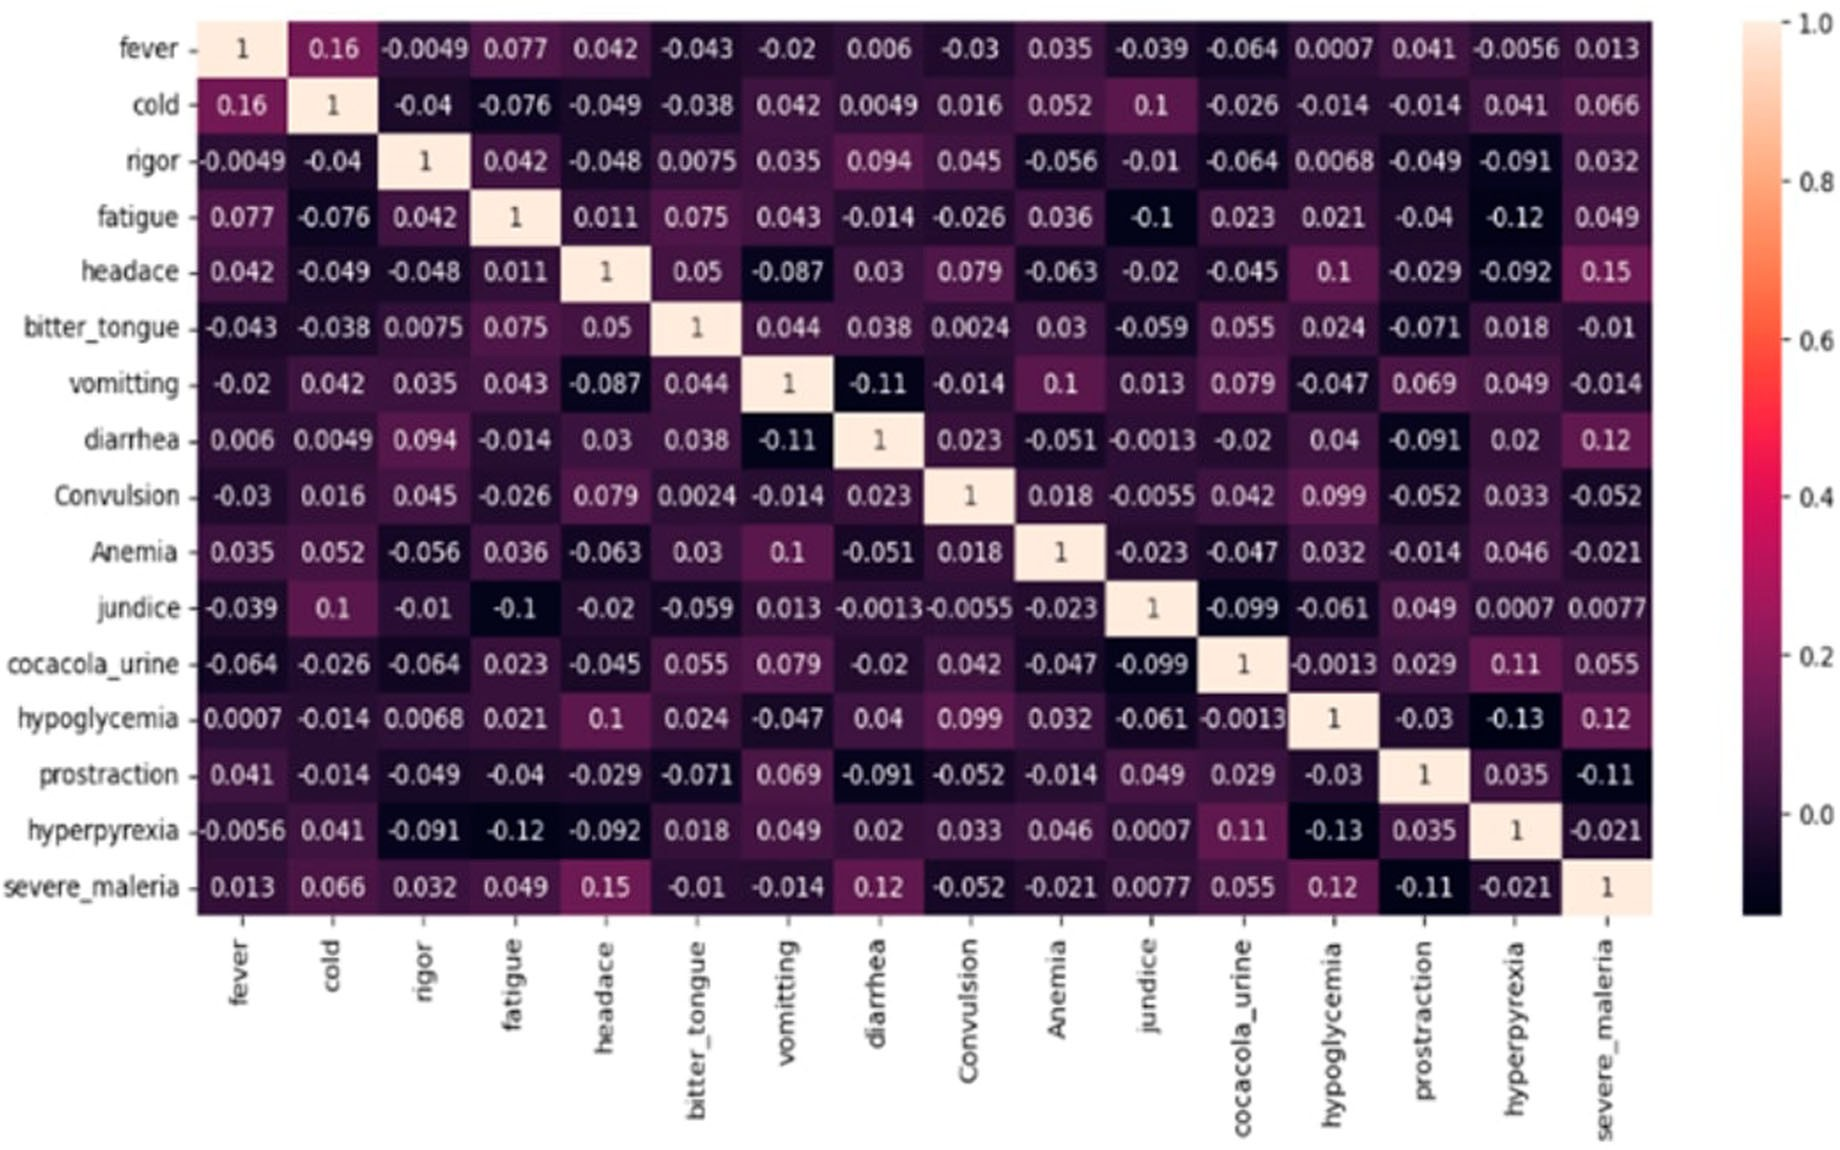 fever 1 0.16 -0.0049 0.077 0.042 -0.043 -0.02 0.006 -0.03 0.035 -0.039 -0.064 0.0007 0.041 -0.0056 0.013
cold 0.16 1 -0.04 -0.076 -0.049 -0.038 0.042 0.0049 0.016 0.052 0.1 -0.026 -0.014 -0.014 0.041 0.066
rigor -0.0049 -0.04 1 0.042 -0.048 0.0075 0.035 0.094 0.045 -0.056 -0.01 -0.064 0.0068 -0.049 -0.091 0.032
fatigue 0.077 -0.076 0.042 1 0.011 0.075 0.043 -0.014 -0.026 0.036 -0.1 0.023 0.021 -0.04 -0.12 0.049
headace 0.042 -0.049 -0.048 0.011 1 0.05 -0.087 0.03 0.079 -0.063 -0.02 -0.045 0.1 -0.029 -0.092 0.15
bitter_tongue -0.043 -0.038 0.0075 0.075 0.05 1 0.044 0.038 0.0024 0.03 -0.059 0.055 0.024 -0.071 0.018 -0.01
vomitting -0.02 0.042 0.035 0.043 -0.087 0.044 1 -0.11 -0.014 0.1 0.013 0.079 -0.047 0.069 0.049 -0.014
diarrhea 0.006 0.0049 0.094 -0.014 0.03 0.038 -0.11 1 0.023 -0.051 -0.0013 -0.02 0.04 -0.091 0.02 0.12
Convulsion -0.03 0.016 0.045 -0.026 0.079 0.0024 -0.014 0.023 1 0.018 -0.0055 0.042 0.099 -0.052 0.033 -0.052
Anemia 0.035 0.052 -0.056 0.036 -0.063 0.03 0.1 -0.051 0.018 1 -0.023 -0.047 0.032 -0.014 0.046 -0.021
jundice -0.039 0.1 -0.01 -0.1 -0.02 -0.059 0.013 -0.0013 -0.0055 -0.023 1 -0.099 -0.061 0.049 0.0007 0.0077
cocacola_urine -0.064 -0.026 -0.064 0.023 -0.045 0.055 0.079 -0.02 0.042 -0.047 -0.099 1 -0.0013 0.029 0.11 0.055
hypoglycemia 0.0007 -0.014 0.0068 0.021 0.1 0.024 -0.047 0.04 0.099 0.032 -0.061 -0.0013 1 -0.03 -0.13 0.12
prostraction 0.041 -0.014 -0.049 -0.04 -0.029 -0.071 0.069 -0.091 -0.052 -0.014 0.049 0.029 -0.03 1 0.035 -0.11
hyperpyrexia -0.0056 0.041 -0.091 -0.12 -0.092 0.018 0.049 0.02 0.033 0.046 0.0007 0.11 -0.13 0.035 1 -0.021
severe_maleria 0.013 0.066 0.032 0.049 0.15 -0.01 -0.014 0.12 -0.052 -0.021 0.0077 0.055 0.12 -0.11 -0.021 1
fever
cold
rigor
fatigue
headace
bitter_tongue
vomitting
diarrhea
Convulsion
Anemia
jundice
cocacola_urine
hypoglycemia
prostraction
hyperpyrexia
severe_maleria
1.0
0.8
0.6
0.4
0.2
0.0